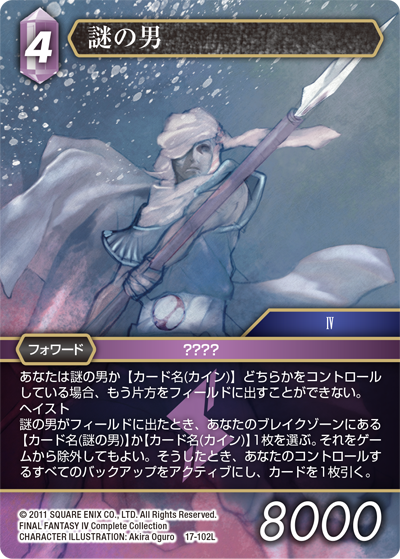 4
謎の男
IV
フォワード
????
あなたは謎の男か【カード名(カイン)】どちらかをコントロール
している場合、もう片方をフィールドに出すことができない。
ヘイスト
謎の男がフィールドに出たとき、あなたのブレイクゾーンにある
【カード名(謎の男)】か【カード名(カイン)】1枚を選ぶ。それをゲー
ムから除外してもよい。そうしたとき、あなたのコントロールす
るすべてのバックアップをアクティブにし、カードを1枚引く。
© 2011 SQUARE ENIX CO., LTD. All Rights Reserved.
FINAL FANTASY IV Complete Collection
CHARACTER ILLUSTRATION: Akira Oguro 17-102L
8000